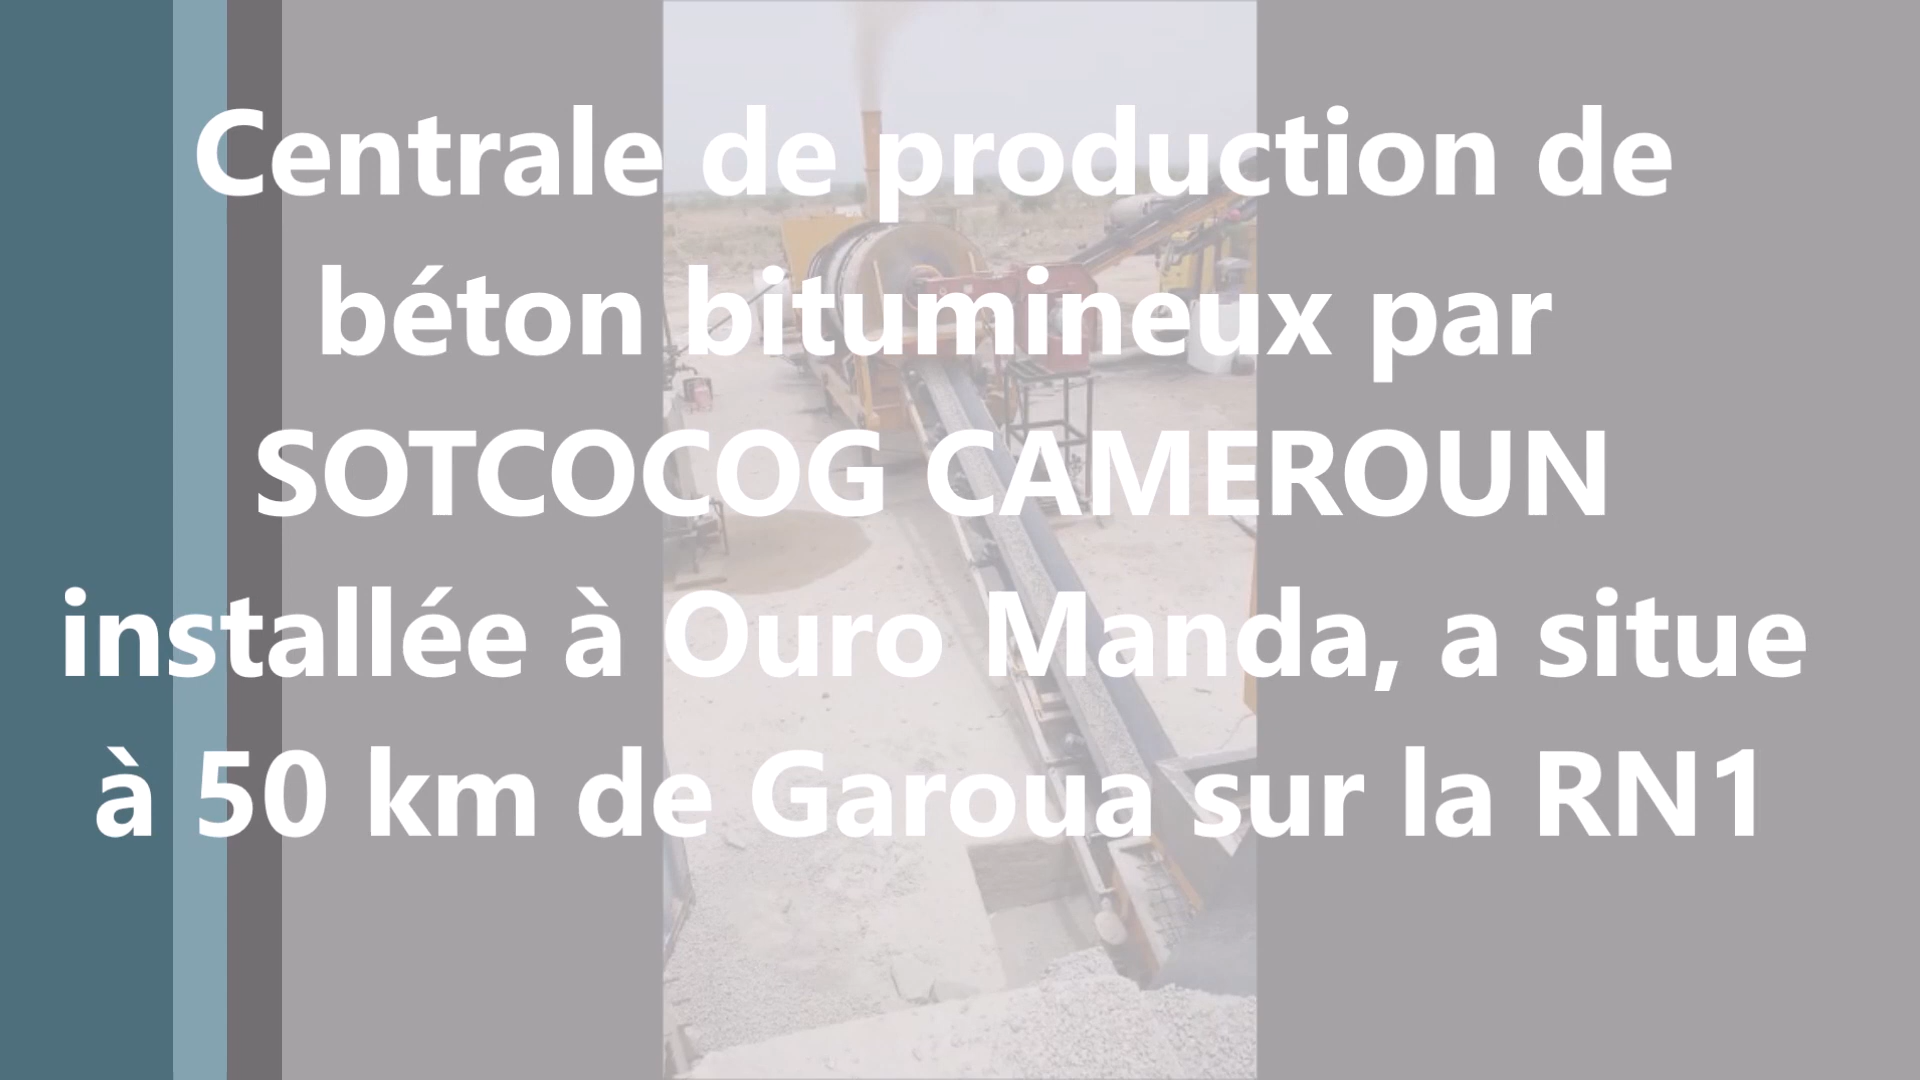 Centrale de production de
béton bitumineux par
SOTCOCOG CAMEROUN
installée à Ouro Manda, a situe
à 50 km de Garoua sur la RN1